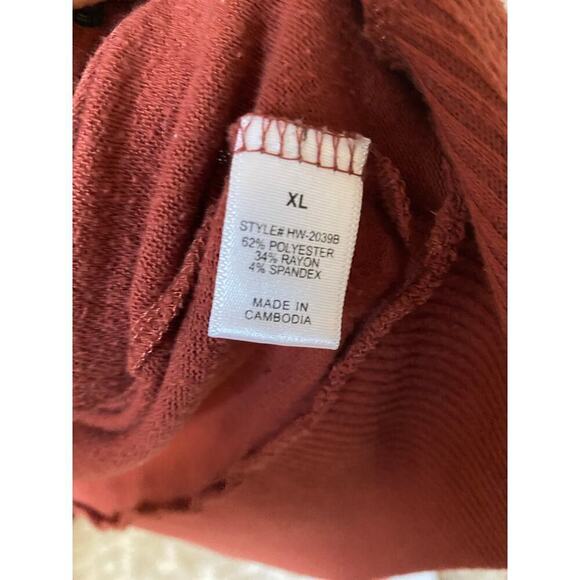 XL
STYLE# HW-2039B
62% POLYESTER
34% RAYON
4% SPANDEX
MADE IN
CAMBODIA